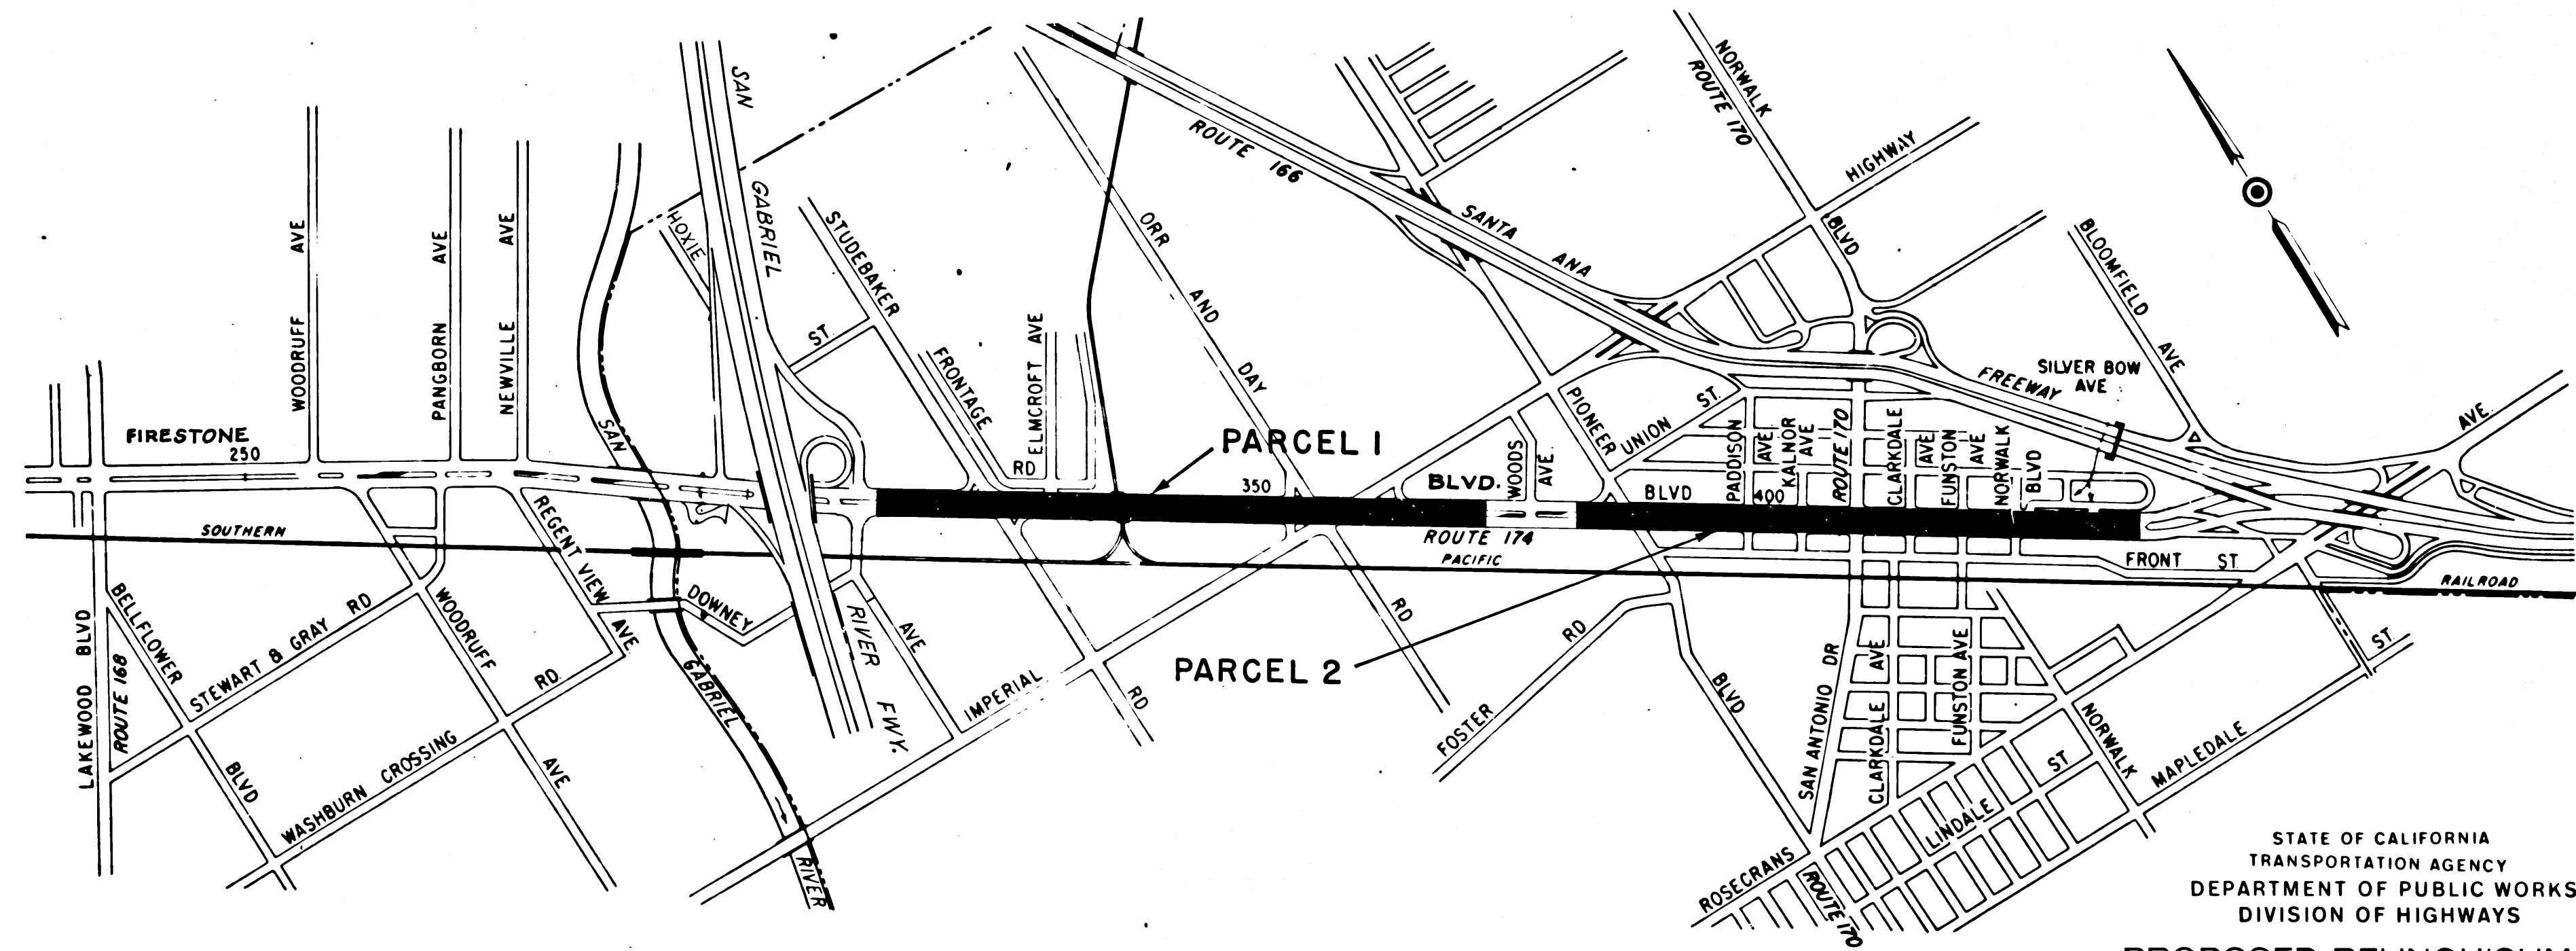 SAN
GABRIEL
RIVER
FWY.
NORWALK
ROUTE 170
BLVD
HIGHWAY
ROUTE 166
SANTA
ANA
FREEWAY
SILVER BOW
AVE
BLOOMFIELD
AVE
AVE.
WOODRUFF AVE
PANGBORN AVE
NEWVILLE AVE
HOXIE
STUDEBAKER
ST.
FRONTAGE
RD
ELMCROFT AVE
ORR
AND
DAY
RD
FIRESTONE
250
PARCEL 1
350
BLVD.
WOODS
AVE.
PIONEER
UNION ST.
BLVD
PADDISON
AVE
400
KALNOR
AVE
ROUTE 170
CLARKDALE
AVE
FUNSTON
AVE
NORWALK
BLVD
SOUTHERN
ROUTE 174
PACIFIC
FRONT ST.
RAILROAD
LAKEWOOD BLVD
ROUTE 168
BELLFLOWER
BLVD
STEWART & GRAY RD
WOODRUFF
AVE
REGENT VIEW
AVE
WASHBURN CROSSING
RD.
SAN
GABRIEL
RIVER
DOWNEY
AVE
IMPERIAL
RD
PARCEL 2
FOSTER
RD
BLVD
SAN ANTONIO DR
CLARKDALE AVE
FUNSTON AVE
NORWALK
MAPLEDALE
ST.
LINDALE
ST
ROSECRANS
ROUTE 170
STATE OF CALIFORNIA
TRANSPORTATION AGENCY
DEPARTMENT OF PUBLIC WORKS
DIVISION OF HIGHWAYS